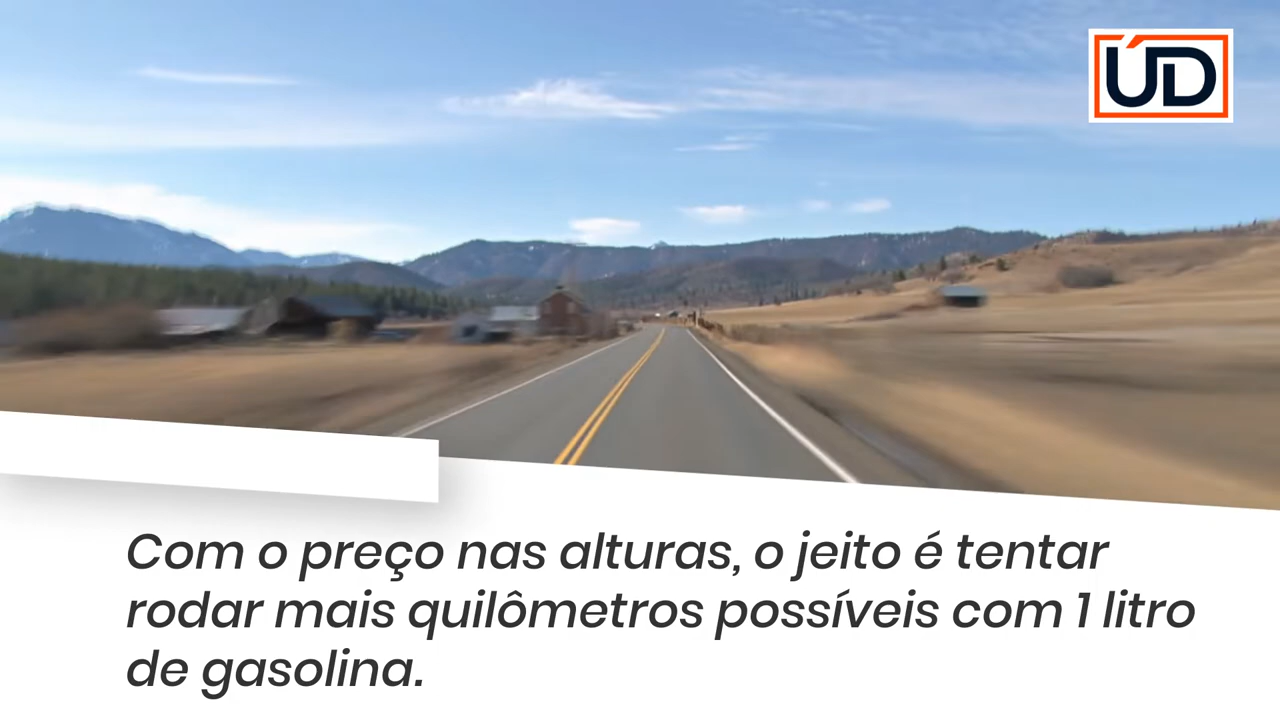 ÚD
Com o preço nas alturas, o jeito é tentar
rodar mais quilômetros possíveis com 1 litro
de gasolina.